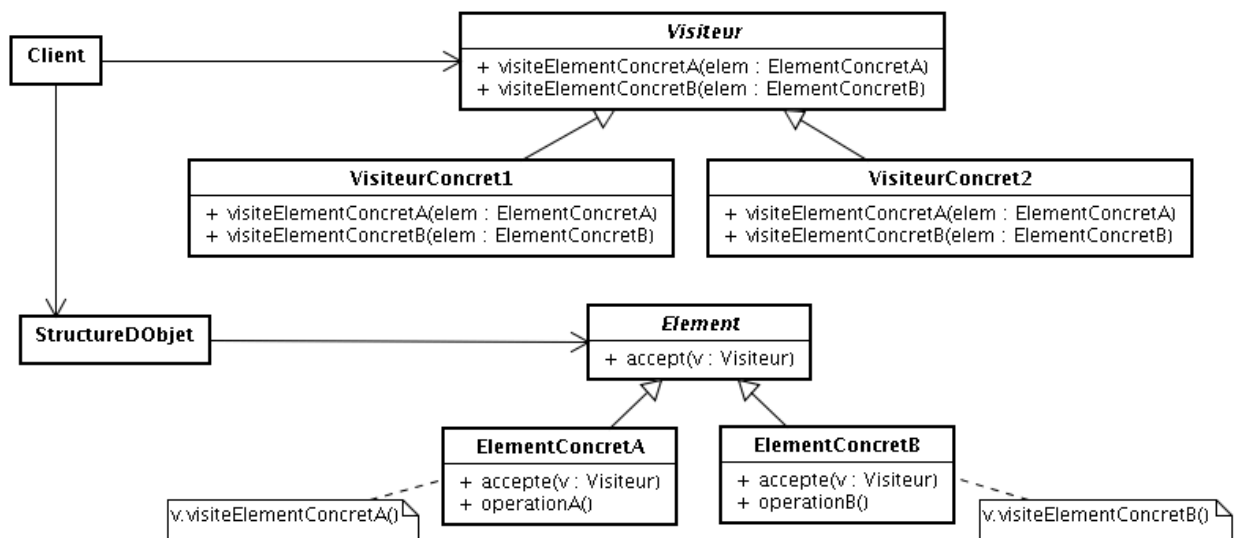 Client
Visiteur
+ visiteElementConcretA(elem : ElementConcretA)
+ visiteElementConcretB(elem : ElementConcretB)
VisiteurConcret1
+ visiteElementConcretA(elem : ElementConcretA)
+ visiteElementConcretB(elem : ElementConcretB)
VisiteurConcret2
+ visiteElementConcretA(elem : ElementConcretA)
+ visiteElementConcretB(elem : ElementConcretB)
StructureDObjet
Element
+ accept(v : Visiteur)
ElementConcretA
+ accepte(v : Visiteur)
+ operationA()
ElementConcretB
+ accepte(v : Visiteur)
+ operationB()
v.visiteElementConcretA()
v.visiteElementConcretB()